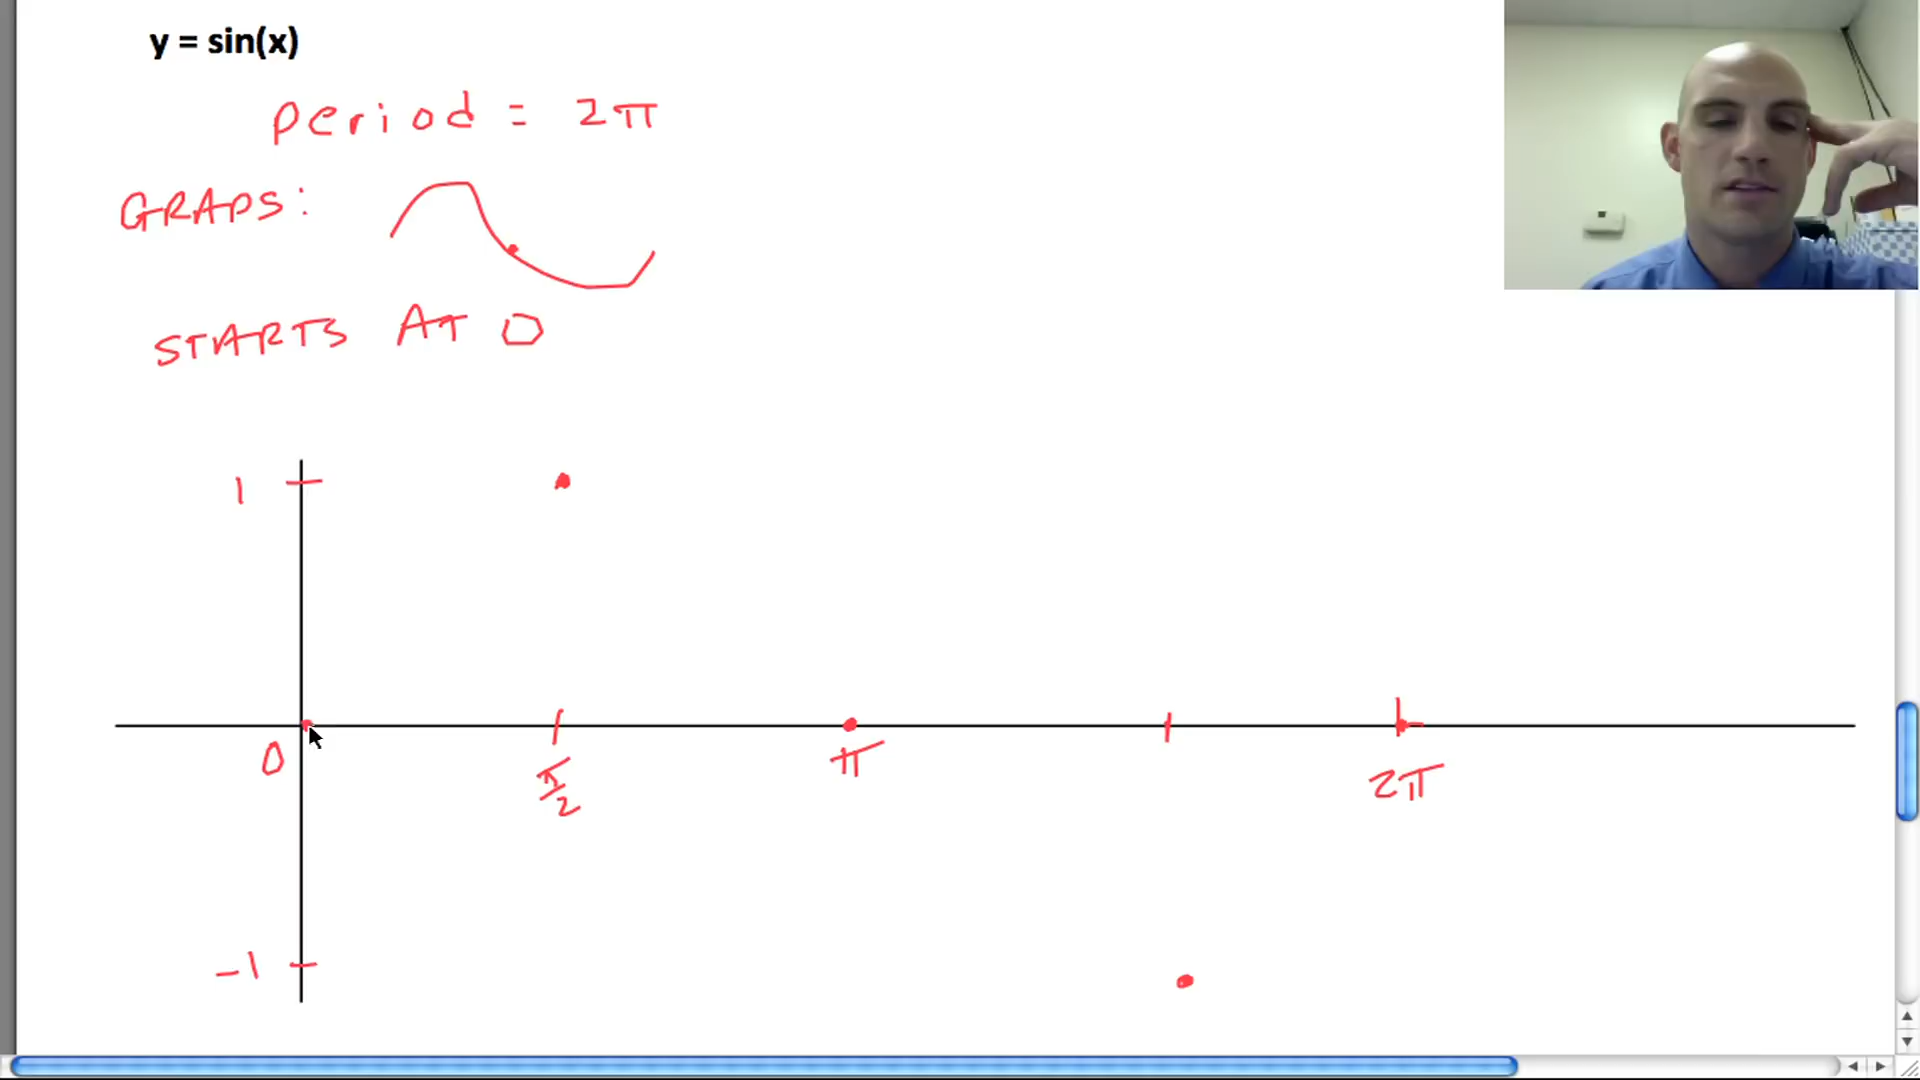 y = sin(x)
period = 2π
GRAPS:
STARTS AT 0
1
0
π/2
π
2π
-1